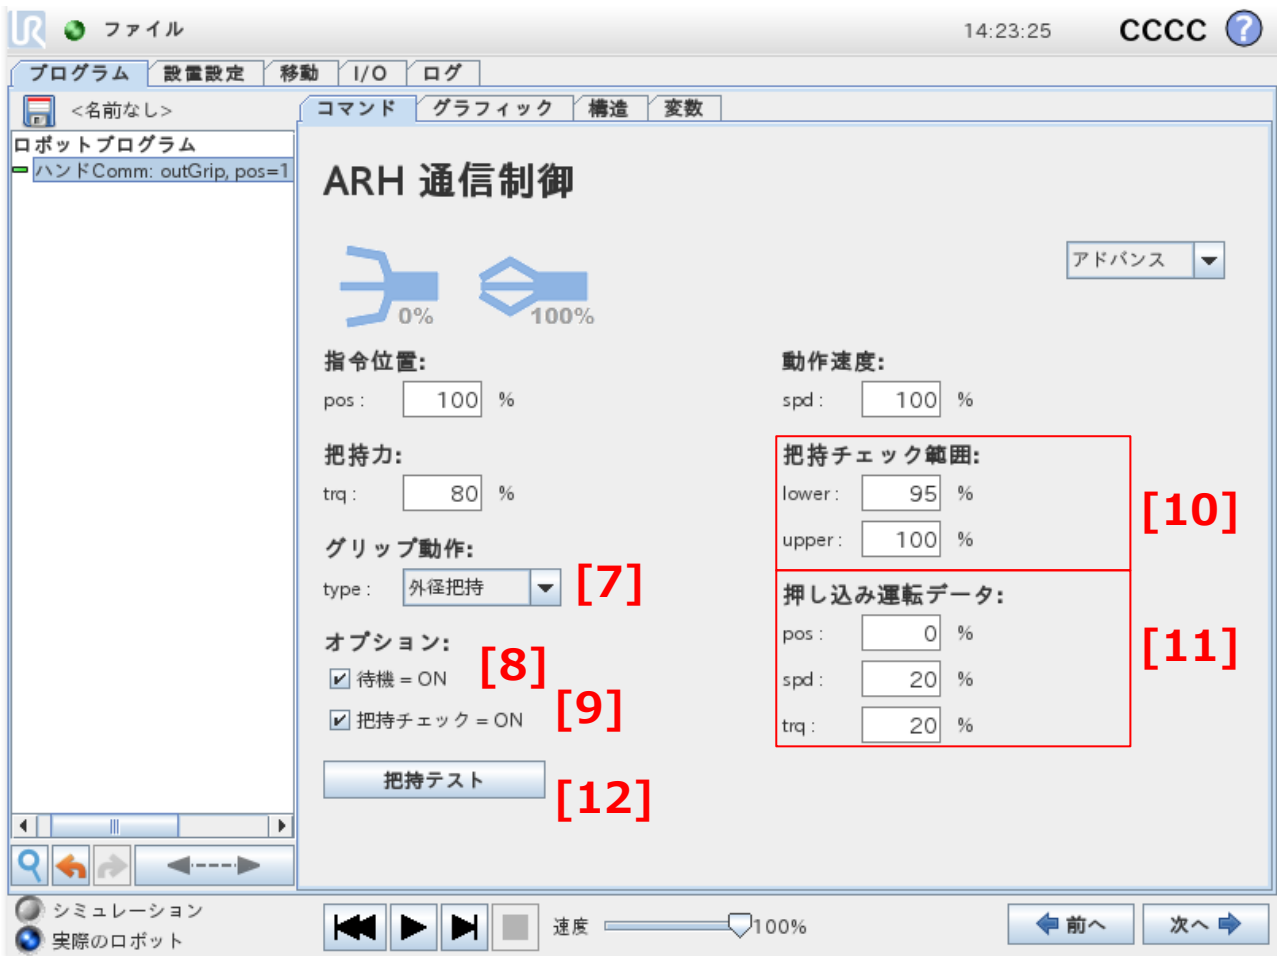 UR ファイル 14:23:25 CCCC ?
プログラム 設置設定 移動 I/O ログ
<名前なし>
コマンド グラフィック 構造 変数
ロボットプログラム
ハンドComm: outGrip, pos=1
ARH 通信制御
アドバンス
0% 100%
指令位置:
pos : 100 %
動作速度:
spd : 100 %
把持力:
trq : 80 %
把持チェック範囲:
lower : 95 %
upper : 100 %
[10]
グリップ動作:
type : 外径把持
[7]
押し込み運転データ:
pos : 0 %
spd : 20 %
trq : 20 %
[11]
オプション:
待機 = ON
[8]
把持チェック = ON
[9]
把持テスト
[12]
シミュレーション
実際のロボット
速度 100%
前へ 次へ